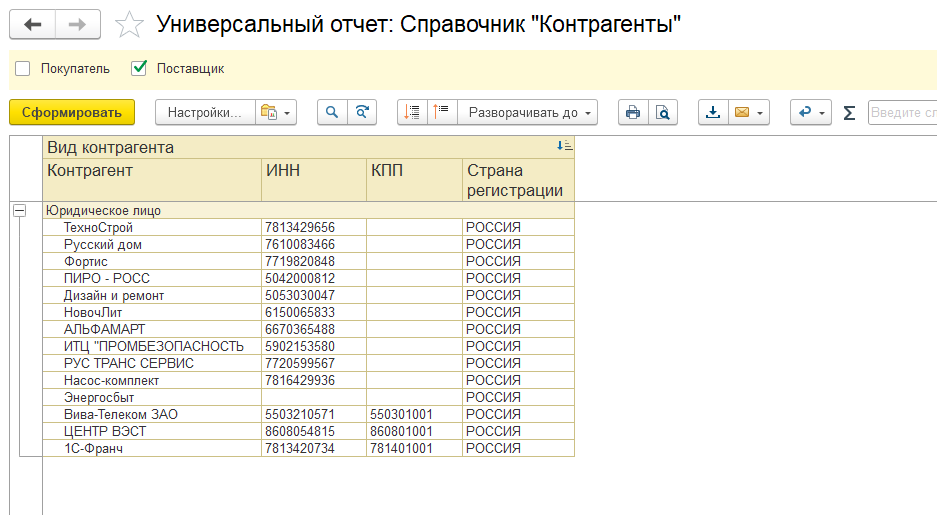 Универсальный отчет: Справочник "Контрагенты"
Покупатель Поставщик
Сформировать Настройки... Разворачивать до Σ Введите сл
Вид контрагента
Контрагент ИНН КПП Страна регистрации
Юридическое лицо
ТехноСтрой 7813429656 РОССИЯ
Русский дом 7610083466 РОССИЯ
Фортис 7719820848 РОССИЯ
ПИРО - РОСС 5042000812 РОССИЯ
Дизайн и ремонт 5053030047 РОССИЯ
НовочЛит 6150065833 РОССИЯ
АЛЬФАМАРТ 6670365488 РОССИЯ
ИТЦ "ПРОМБЕЗОПАСНОСТЬ 5902153580 РОССИЯ
РУС ТРАНС СЕРВИС 7720599567 РОССИЯ
Насос-комплект 7816429936 РОССИЯ
Энергосбыт РОССИЯ
Вива-Телеком ЗАО 5503210571 550301001 РОССИЯ
ЦЕНТР ВЭСТ 8608054815 860801001 РОССИЯ
1С-Франч 7813420734 781401001 РОССИЯ